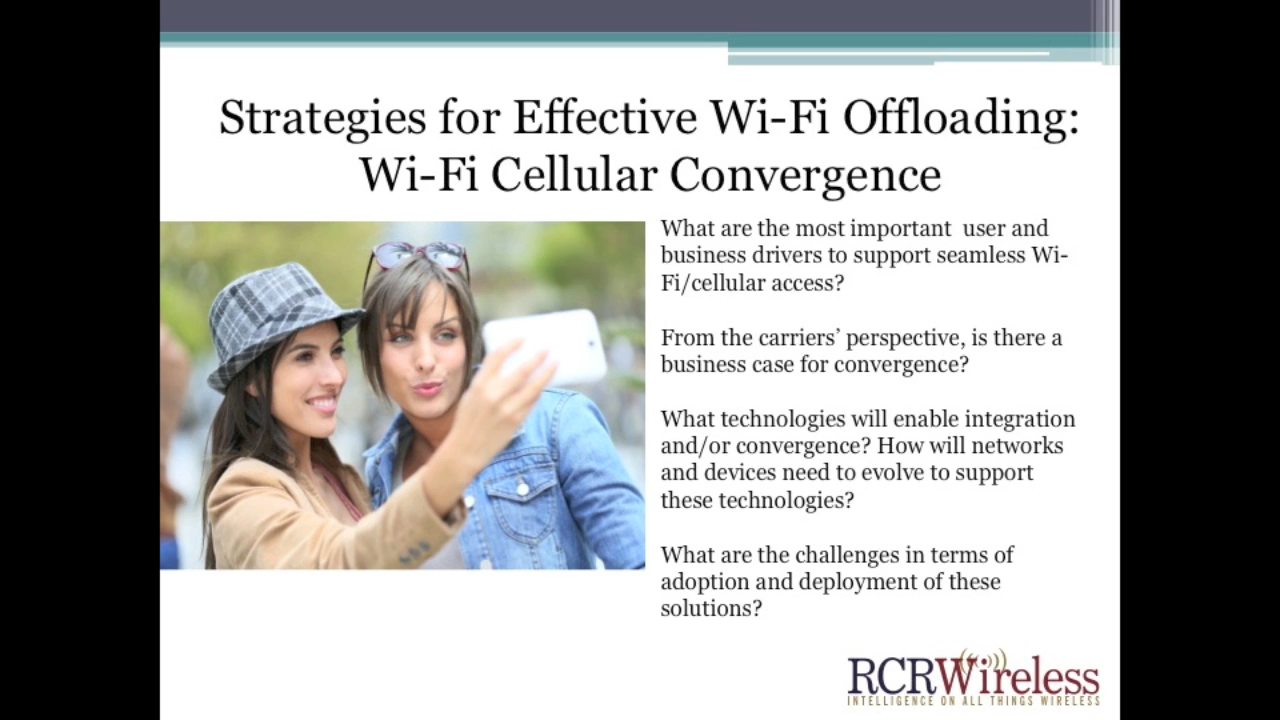 Strategies for Effective Wi-Fi Offloading:
Wi-Fi Cellular Convergence
What are the most important  user and
business drivers to support seamless Wi-
Fi/cellular access?
From the carriers’ perspective, is there a
business case for convergence?
What technologies will enable integration
and/or convergence? How will networks
and devices need to evolve to support
these technologies?
What are the challenges in terms of
adoption and deployment of these
solutions?
RCRWireless
INTELLIGENCE ON ALL THINGS WIRELESS